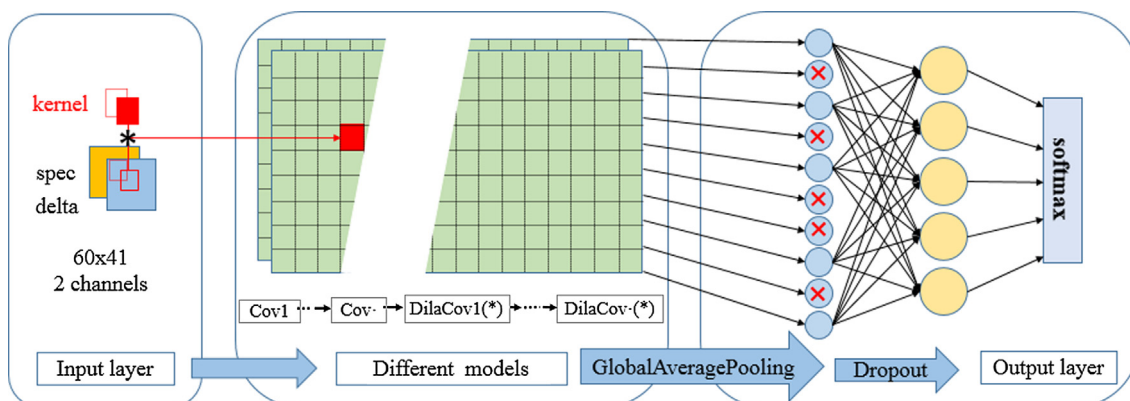 kernel
*
spec
delta
60x41
2 channels
Cov1
Cov·
DilaCov1(*)
DilaCov·(*)
softmax
Input layer
Different models
GlobalAveragePooling
Dropout
Output layer